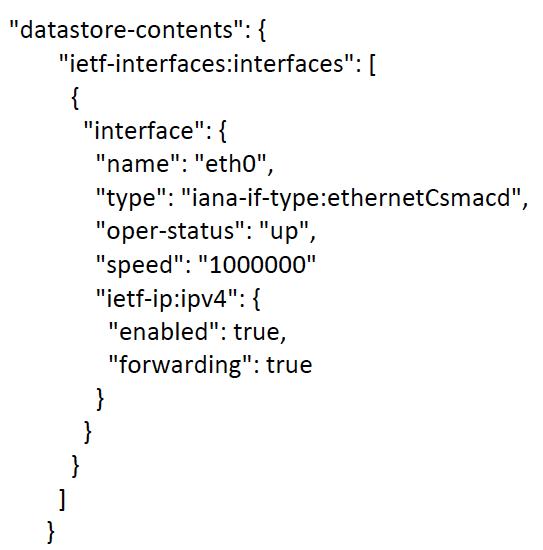 "datastore-contents": {
"ietf-interfaces:interfaces": [
{
"interface": {
"name": "eth0",
"type": "iana-if-type:ethernetCsmacd",
"oper-status": "up",
"speed": "1000000"
"ietf-ip:ipv4": {
"enabled": true,
"forwarding": true
}
}
}
]
}